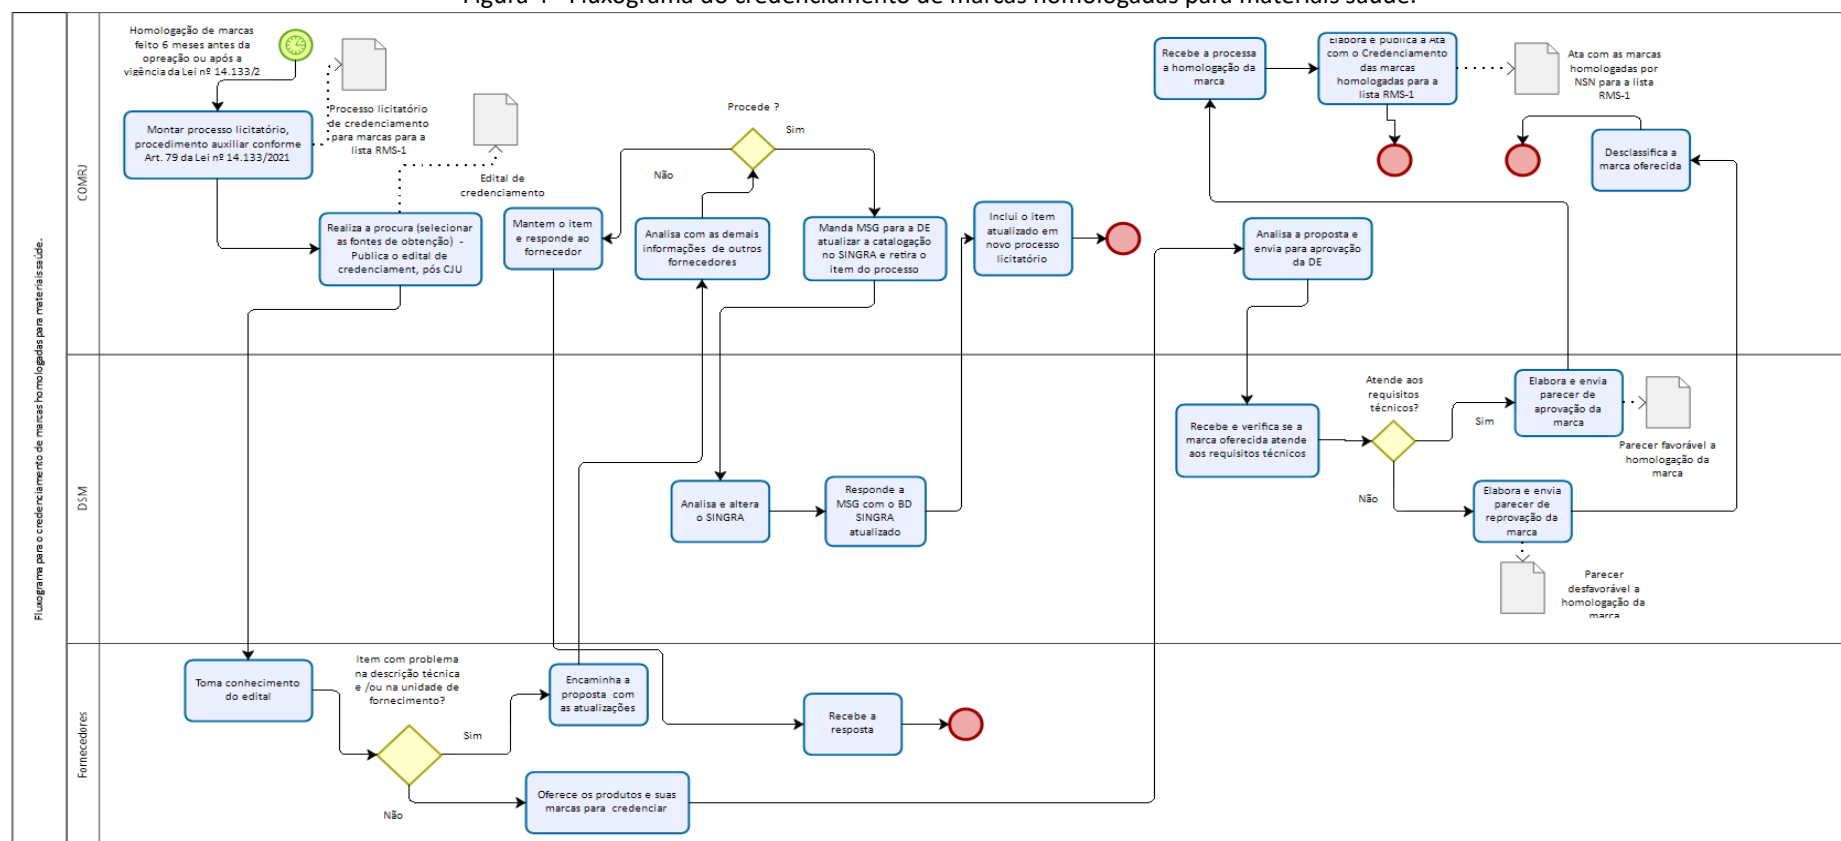 Figura 4 - Fluxograma do credenciamento de marcas homologadas para materiais saúde.
Fluxograma para o credenciamento de marcas homologadas para materiais saúde.
COMRJ
Homologação de marcas
feito 6 meses antes da
opreação ou após a
vigência da Lei nº 14.133/2
Processo licitatório
de credenciamento
para marcas para a
lista RMS-1
Montar processo licitatório,
procedimento auxiliar conforme
Art. 79 da Lei nº 14.133/2021
Edital de
credenciamento
Realiza a procura (selecionar
as fontes de obtenção) -
Publica o edital de
credenciament, pós CJU
Mantem o item
e responde ao
fornecedor
Procede ?
Sim
Não
Analisa com as demais
informações de outros
fornecedores
Manda MSG para a DE
atualizar a catalogação
no SINGRA e retira o
item do processo
Inclui o item
atualizado em
novo processo
licitatório
Recebe a processa
a homologação da
marca
Elabora e publica a Ata
com o Credenciamento
das marcas
homologadas para a
lista RMS-1
Ata com as marcas
homologadas por
NSN para a lista
RMS-1
Desclassifica a
marca oferecida
Analisa a proposta e
envia para aprovação
da DE
DSM
Analisa e altera
o SINGRA
Responde a
MSG com o BD
SINGRA
atualizado
Recebe e verifica se a
marca oferecida atende
aos requisitos técnicos
Atende aos
requisitos
técnicos?
Sim
Não
Elabora e envia
parecer de
aprovação da
marca
Parecer favorável a
homologação da
marca
Elabora e envia
parecer de
reprovação da
marca
Parecer
desfavorável a
homologação da
marca
Fornecedores
Toma conhecimento
do edital
Item com problema
na descrição técnica
e /ou na unidade de
fornecimento?
Sim
Não
Encaminha a
proposta com
as atualizações
Recebe a
resposta
Oferece os produtos e suas
marcas para credenciar